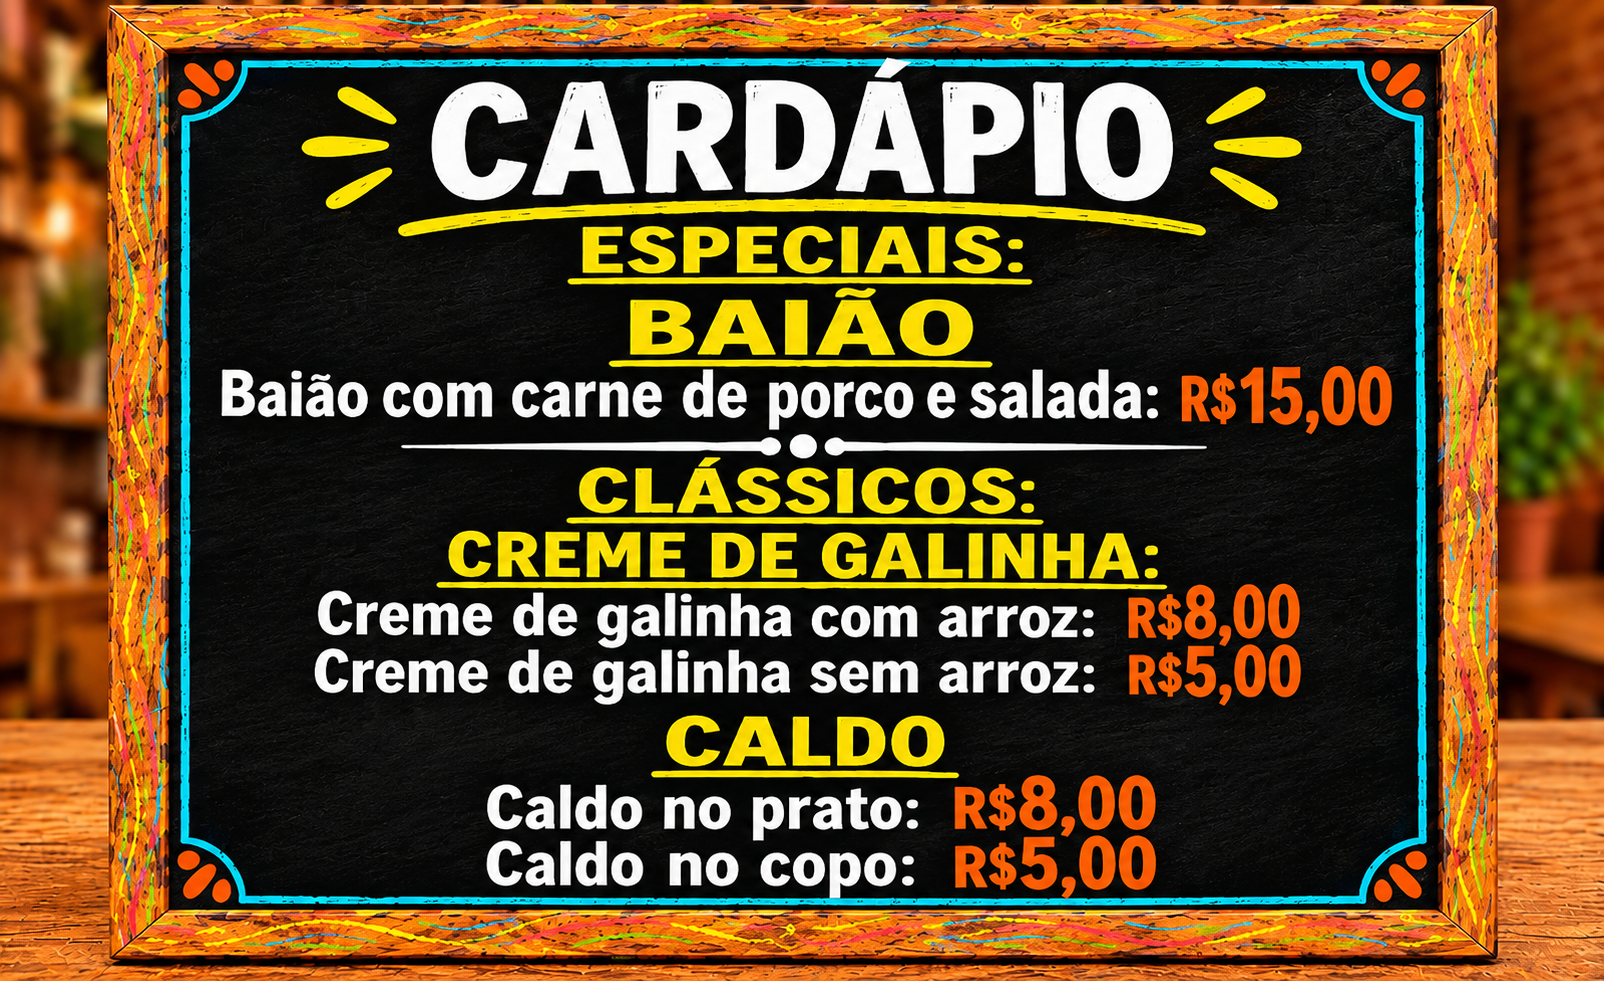 CARDÁPIO
ESPECIAIS:
BAIÃO
Baião com carne de porco e salada: R$15,00
CLÁSSICOS:
CREME DE GALINHA:
Creme de galinha com arroz: R$8,00
Creme de galinha sem arroz: R$5,00
CALDO
Caldo no prato: R$8,00
Caldo no copo: R$5,00